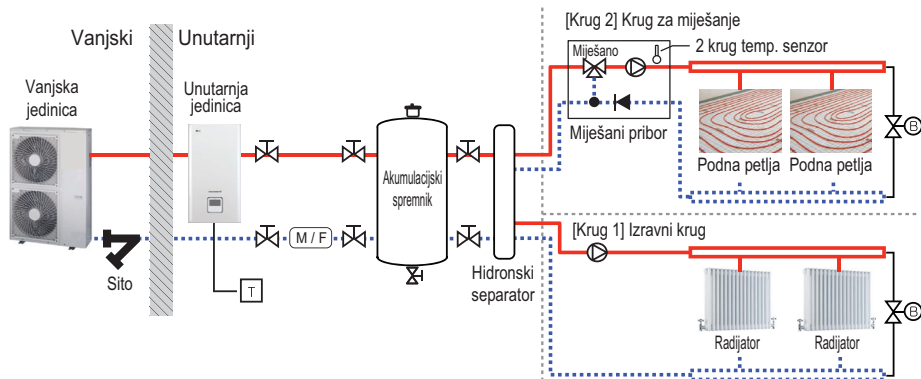 Vanjski
Unutarnji
Vanjska
jedinica
Unutarnja
jedinica
Sito
T
M / F
Akumulacijski
spremnik
Hidronski
separator
[Krug 2] Krug za miješanje
Miješano
2 krug temp. senzor
Miješani pribor
Podna petlja
Podna petlja
B
[Krug 1] Izravni krug
Radijator
Radijator
B